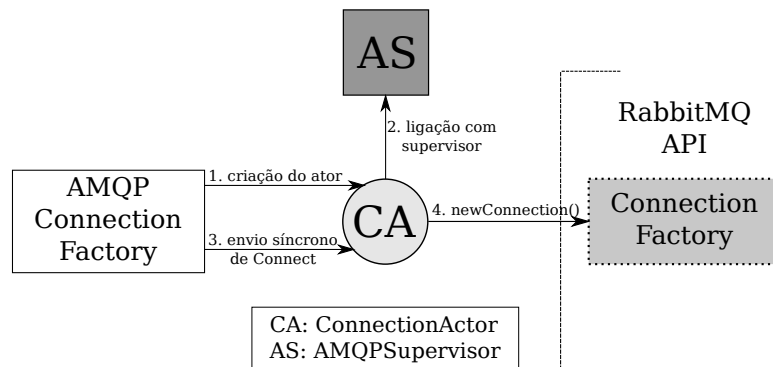 AS
2. ligação com
supervisor
RabbitMQ
API
1. criação do ator
AMQP
Connection
Factory
CA
4. newConnection()
Connection
Factory
3. envio síncrono
de Connect
CA: ConnectionActor
AS: AMQPSupervisor